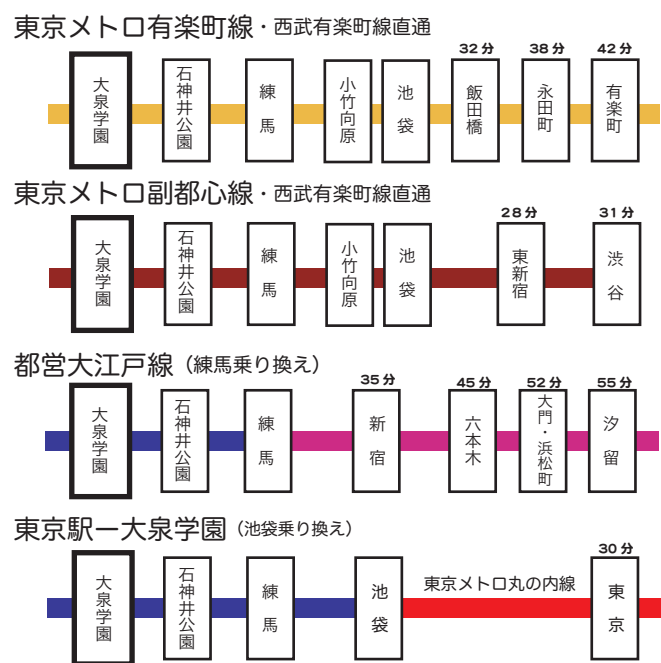 東京メトロ有楽町線・西武有楽町線直通
32分 38分 42分
大泉学園 石神井公園 練馬 小竹向原 池袋 飯田橋 永田町 有楽町
東京メトロ副都心線・西武有楽町線直通
28分 31分
大泉学園 石神井公園 練馬 小竹向原 池袋 東新宿 渋谷
都営大江戸線（練馬乗り換え）
35分 45分 52分 55分
大泉学園 石神井公園 練馬 新宿 六本木 大門・浜松町 汐留
東京駅ー大泉学園（池袋乗り換え）
30分
大泉学園 石神井公園 練馬 池袋 東京メトロ丸の内線 東京